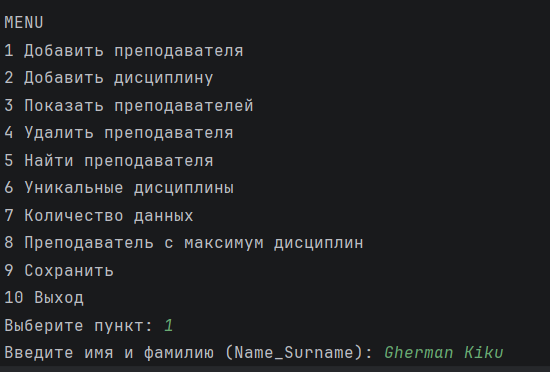 MENU
1 Добавить преподавателя
2 Добавить дисциплину
3 Показать преподавателей
4 Удалить преподавателя
5 Найти преподавателя
6 Уникальные дисциплины
7 Количество данных
8 Преподаватель с максимум дисциплин
9 Сохранить
10 Выход
Выберите пункт: 1
Введите имя и фамилию (Name_Surname): Gherman Kiku